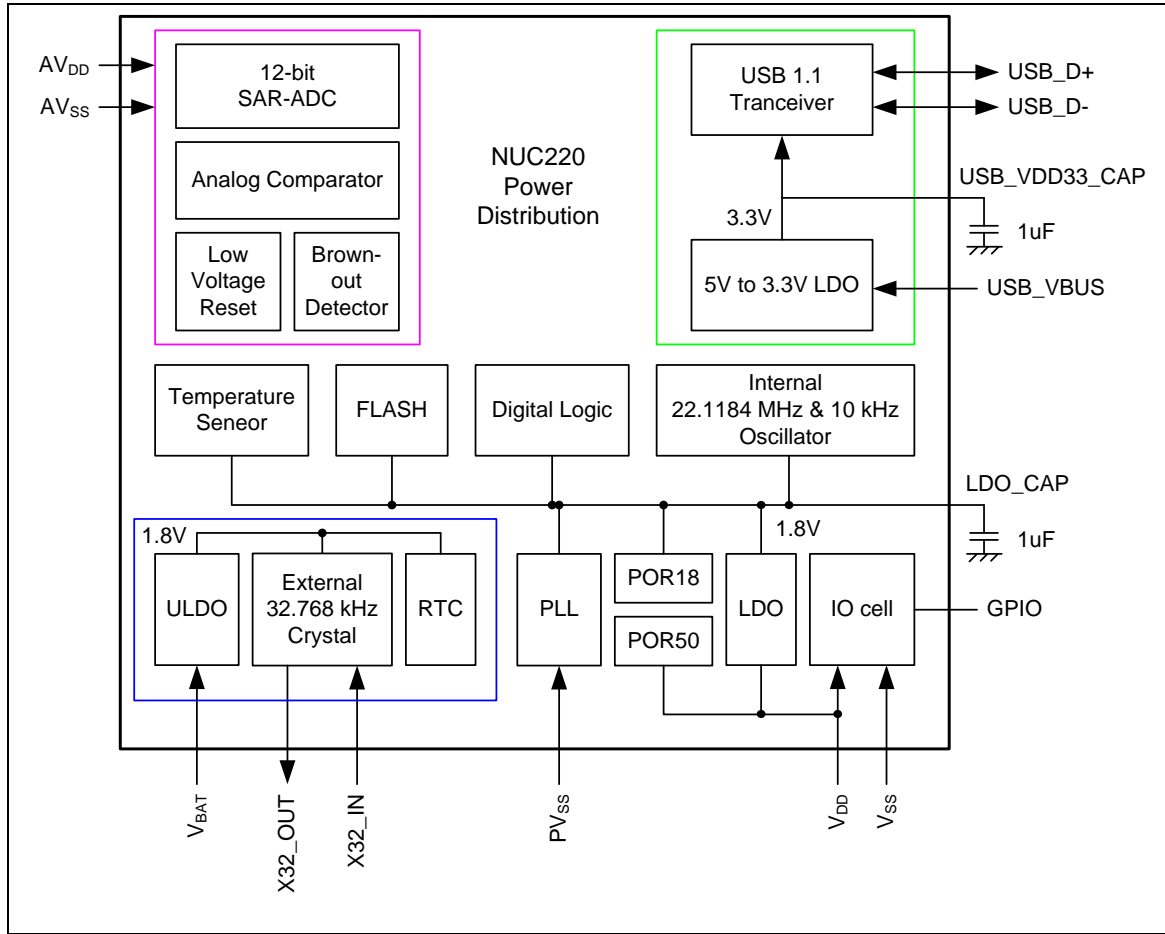 AVDD
AVSS
12-bit
SAR-ADC
Analog Comparator
Low
Voltage
Reset
Brown-
out
Detector
NUC220
Power
Distribution
USB 1.1
Tranceiver
3.3V
5V to 3.3V LDO
USB_D+
USB_D-
USB_VDD33_CAP
1uF
USB_VBUS
Temperature
Seneor
FLASH
Digital Logic
Internal
22.1184 MHz & 10 kHz
Oscillator
LDO_CAP
1uF
1.8V
ULDO
External
32.768 kHz
Crystal
RTC
PLL
POR18
POR50
1.8V
LDO
IO cell
GPIO
VBAT
X32_OUT
X32_IN
PVSS
VDD
VSS